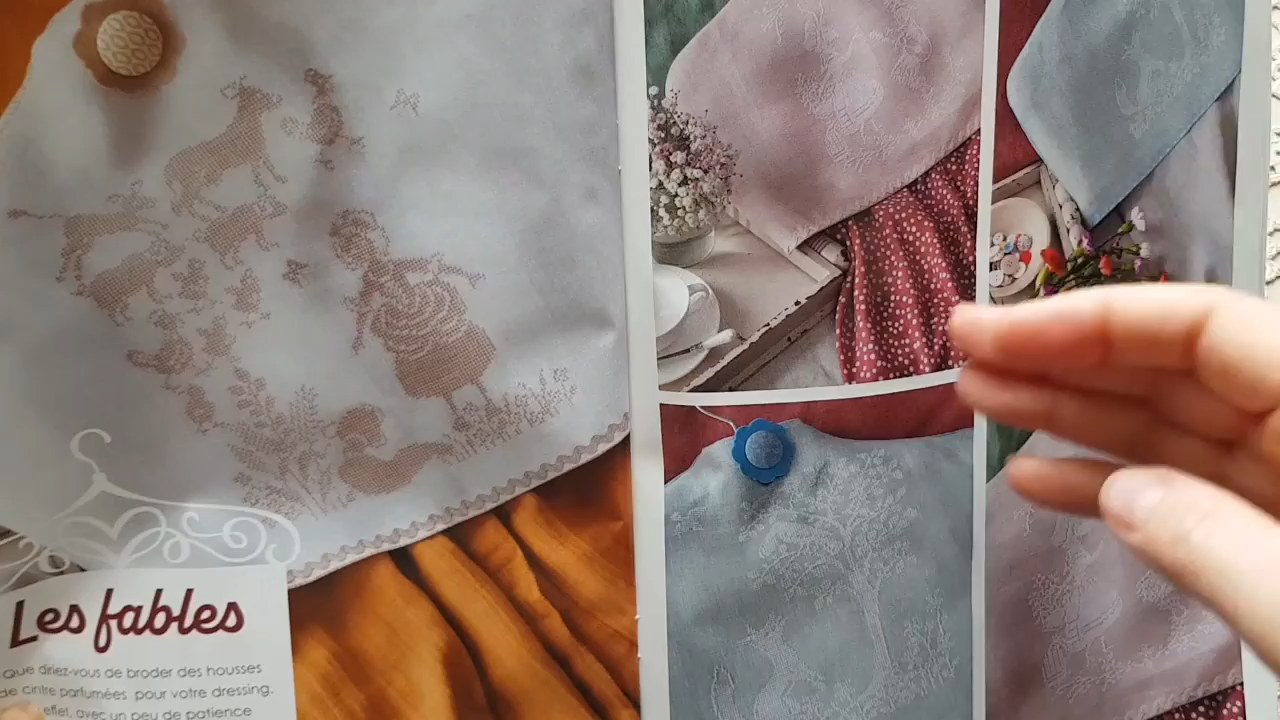 Les fables
Que diriez-vous de broder des housses
de cintre parfumées pour votre dressing.
effet, avec un peu de patience